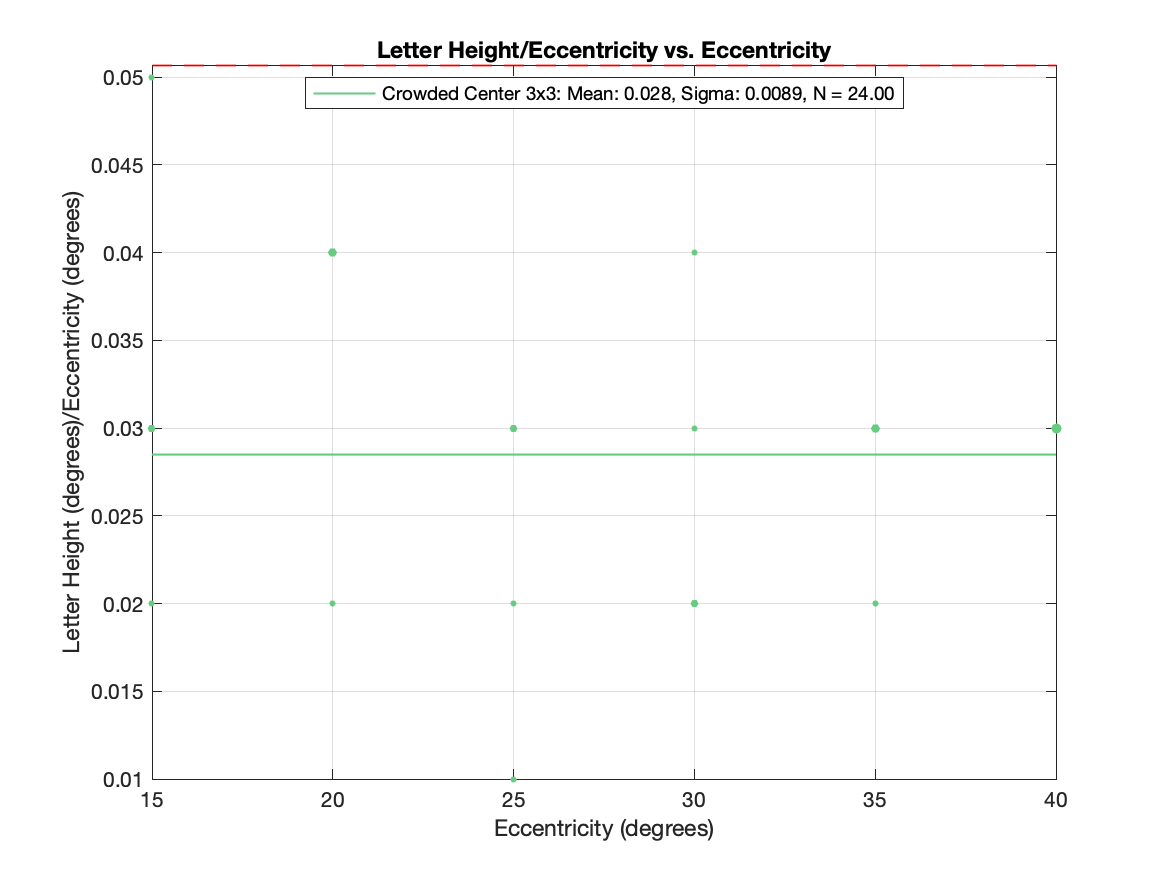 Letter Height/Eccentricity vs. Eccentricity
Crowded Center 3x3: Mean: 0.028, Sigma: 0.0089, N = 24.00
Letter Height (degrees)/Eccentricity (degrees)
0.05
0.045
0.04
0.035
0.03
0.025
0.02
0.015
0.01
15 20 25 30 35 40
Eccentricity (degrees)